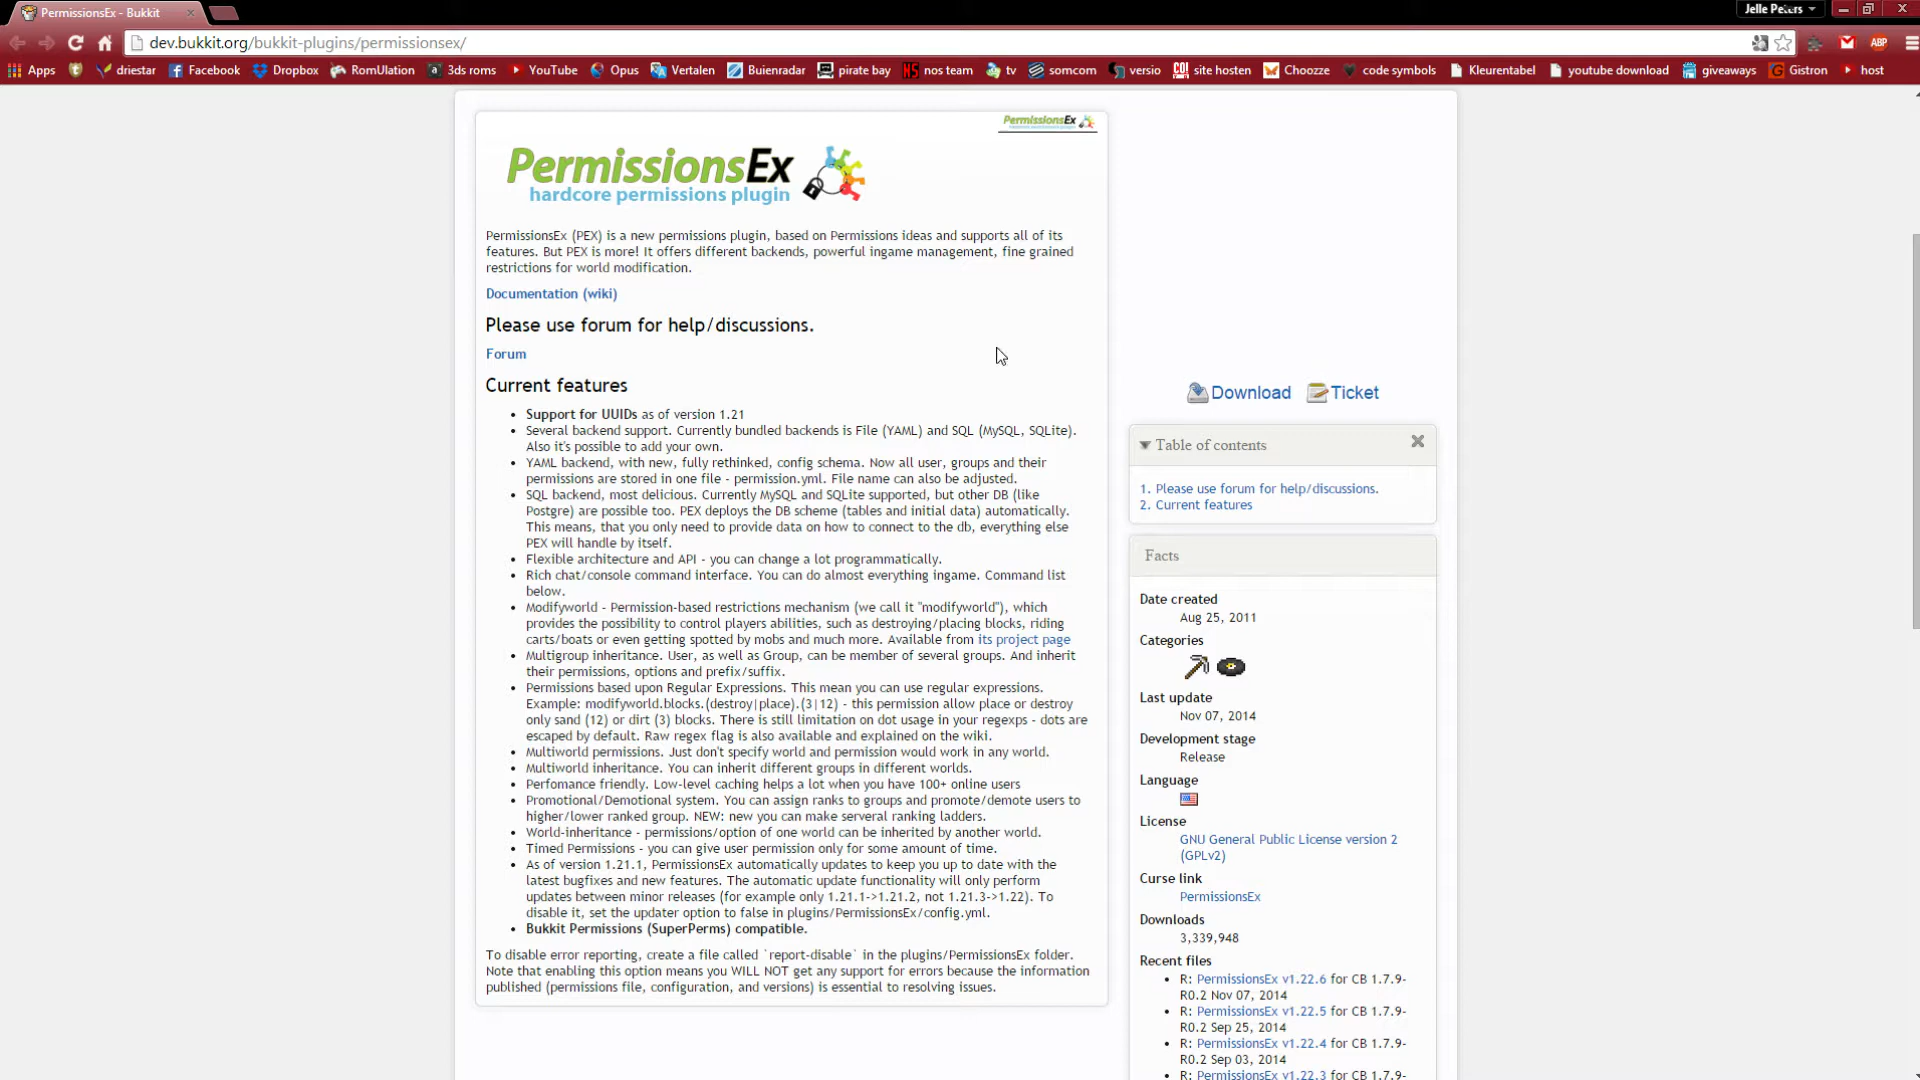 PermissionsEx - Bukkit
Jelle Peters
dev.bukkit.org/bukkit-plugins/permissionsex/
Apps driestar Facebook Dropbox RomUlation 3ds roms YouTube Opus Vertalen Buienradar pirate bay nos team tv somcom versio site hosten Choozze code symbols Kleurentabel youtube download giveaways Gistron host
PermissionsEx
PermissionsEx
hardcore permissions plugin
PermissionsEx (PEX) is a new permissions plugin, based on Permissions ideas and supports all of its
features. But PEX is more! It offers different backends, powerful ingame management, fine grained
restrictions for world modification.
Documentation (wiki)
Please use forum for help/discussions.
Forum
Current features
• Support for UUIDs as of version 1.21
• Several backend support. Currently bundled backends is File (YAML) and SQL (MySQL, SQLite).
Also it's possible to add your own.
• YAML backend, with new, fully rethinked, config schema. Now all user, groups and their
permissions are stored in one file - permission.yml. File name can also be adjusted.
• SQL backend, most delicious. Currently MySQL and SQLite supported, but other DB (like
Postgre) are possible too. PEX deploys the DB scheme (tables and initial data) automatically.
This means, that you only need to provide data on how to connect to the db, everything else
PEX will handle by itself.
• Flexible architecture and API - you can change a lot programmatically.
• Rich chat/console command interface. You can do almost everything ingame. Command list
below.
• Modifyworld - Permission-based restrictions mechanism (we call it "modifyworld"), which
provides the possibility to control players abilities, such as destroying/placing blocks, riding
carts/boats or even getting spotted by mobs and much more. Available from its project page
• Multigroup inheritance. User, as well as Group, can be member of several groups. And inherit
their permissions, options and prefix/suffix.
• Permissions based upon Regular Expressions. This mean you can use regular expressions.
Example: modifyworld.blocks.(destroy|place).(3|12) - this permission allow place or destroy
only sand (12) or dirt (3) blocks. There is still limitation on dot usage in your regexps - dots are
escaped by default. Raw regex flag is also available and explained on the wiki.
• Multiworld permissions. Just don't specify world and permission would work in any world.
• Multiworld inheritance. You can inherit different groups in different worlds.
• Perfomance friendly. Low-level caching helps a lot when you have 100+ online users
• Promotional/Demotional system. You can assign ranks to groups and promote/demote users to
higher/lower ranked group. NEW: new you can make serveral ranking ladders.
• World-inheritance - permissions/option of one world can be inherited by another world.
• Timed Permissions - you can give user permission only for some amount of time.
• As of version 1.21.1, PermissionsEx automatically updates to keep you up to date with the
latest bugfixes and new features. The automatic update functionality will only perform
updates between minor releases (for example only 1.21.1->1.21.2, not 1.21.3->1.22). To
disable it, set the updater option to false in plugins/PermissionsEx/config.yml.
• Bukkit Permissions (SuperPerms) compatible.
To disable error reporting, create a file called `report-disable` in the plugins/PermissionsEx folder.
Note that enabling this option means you WILL NOT get any support for errors because the information
published (permissions file, configuration, and versions) is essential to resolving issues.
Download Ticket
Table of contents
1. Please use forum for help/discussions.
2. Current features
Facts
Date created
Aug 25, 2011
Categories
Last update
Nov 07, 2014
Development stage
Release
Language
License
GNU General Public License version 2
(GPLv2)
Curse link
PermissionsEx
Downloads
3,339,948
Recent files
• R: PermissionsEx v1.22.6 for CB 1.7.9-
R0.2 Nov 07, 2014
• R: PermissionsEx v1.22.5 for CB 1.7.9-
R0.2 Sep 25, 2014
• R: PermissionsEx v1.22.4 for CB 1.7.9-
R0.2 Sep 03, 2014
• R: PermissionsEx v1.22.3 for CB 1.7.9-